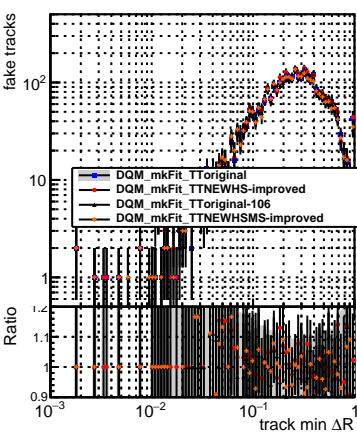 fake tracks
10²
10
1
DQM_mkFit_TToriginal
DQM_mkFit_TTNEWHS-improved
DQM_mkFit_TToriginal-106
DQM_mkFit_TTNEWHSMS-improved
Ratio
1.2
1.1
1
0.9
10⁻³ 10⁻² 10⁻¹ 1
track min ΔR